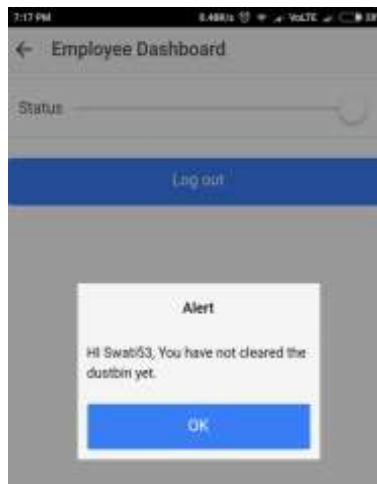 7:17 PM
VoLTE
← Employee Dashboard
Status
Log out
Alert
HI Swati53, You have not cleared the
dustbin yet.
OK